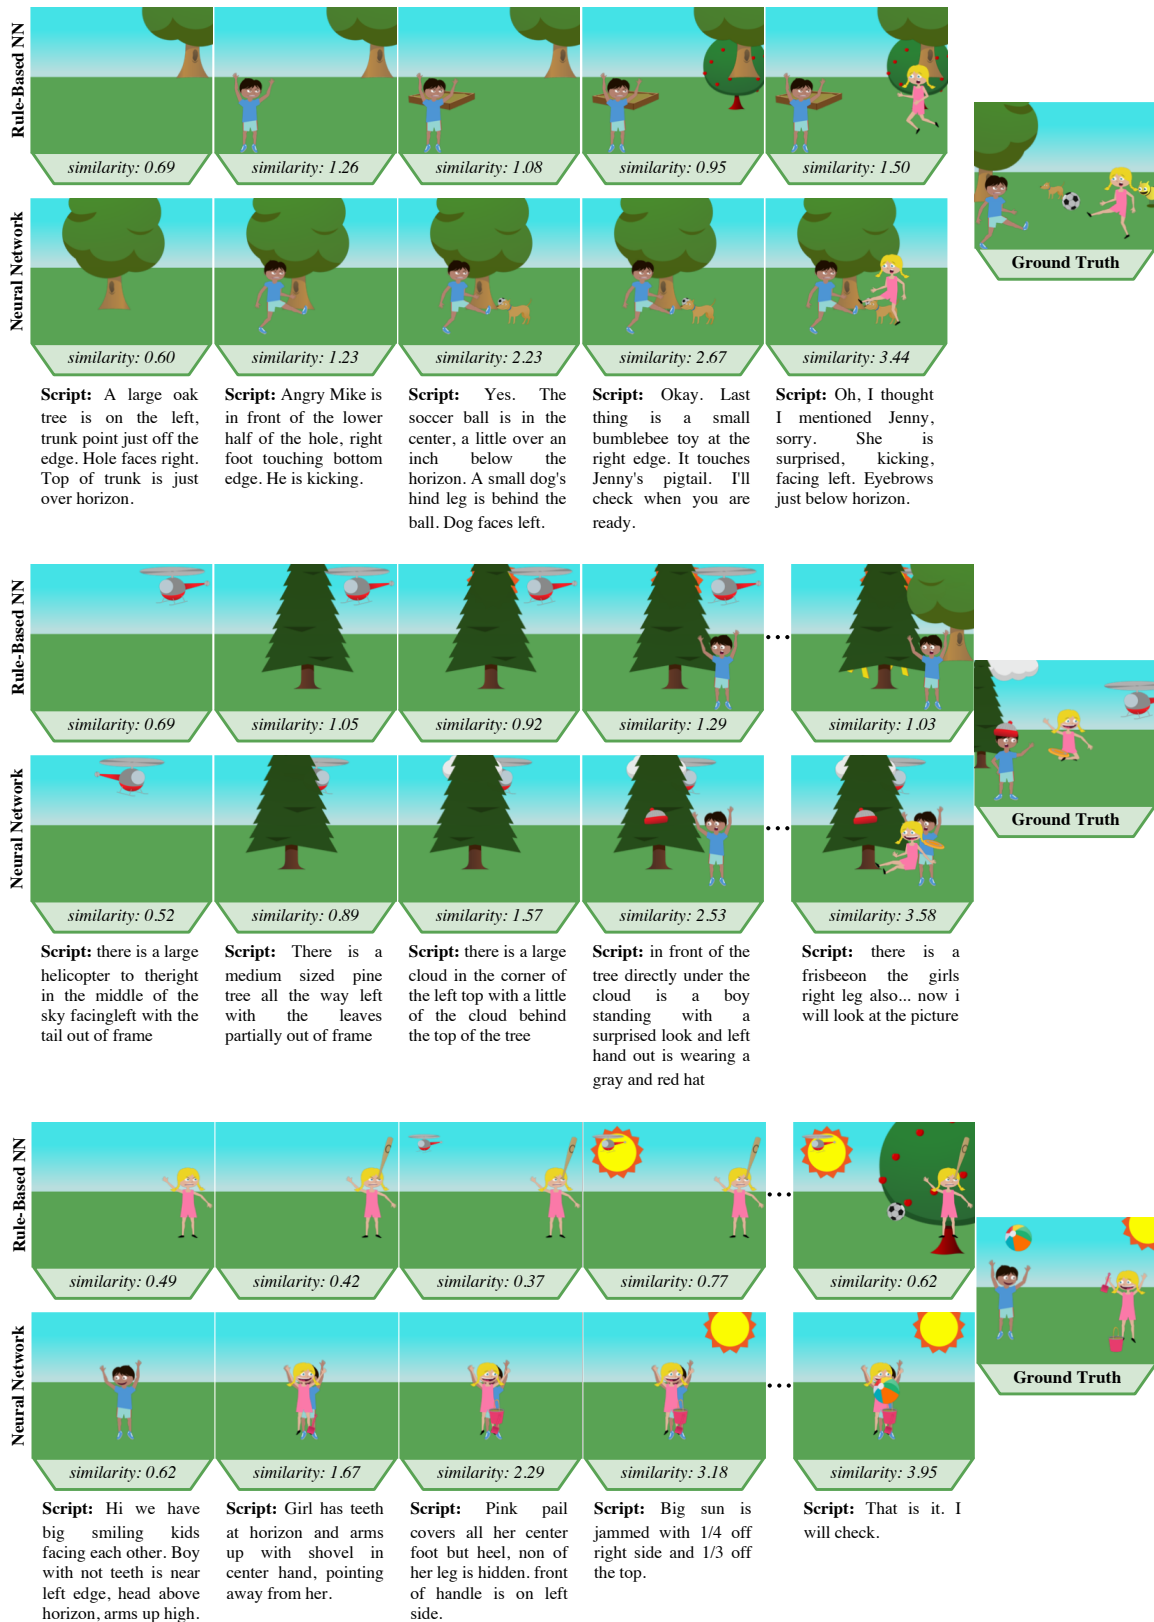 Rule-Based NN
similarity: 0.69
similarity: 1.26
similarity: 1.08
similarity: 0.95
similarity: 1.50
Ground Truth
Neural Network
similarity: 0.60
similarity: 1.23
similarity: 2.23
similarity: 2.67
similarity: 3.44
Script: A large oak
tree is on the left,
trunk point just off the
edge. Hole faces right.
Top of trunk is just
over horizon.
Script: Angry Mike is
in front of the lower
half of the hole, right
foot touching bottom
edge. He is kicking.
Script: Yes. The
soccer ball is in the
center, a little over an
inch below the
horizon. A small dog's
hind leg is behind the
ball. Dog faces left.
Script: Okay. Last
thing is a small
bumblebee toy at the
right edge. It touches
Jenny's pigtail. I'll
check when you are
ready.
Script: Oh, I thought
I mentioned Jenny,
sorry. She is
surprised, kicking,
facing left. Eyebrows
just below horizon.
Rule-Based NN
similarity: 0.69
similarity: 1.05
similarity: 0.92
similarity: 1.29
...
similarity: 1.03
Ground Truth
Neural Network
similarity: 0.52
similarity: 0.89
similarity: 1.57
similarity: 2.53
...
similarity: 3.58
Script: there is a large
helicopter to theright
in the middle of the
sky facingleft with the
tail out of frame
Script: There is a
medium sized pine
tree all the way left
with the leaves
partially out of frame
Script: there is a large
cloud in the corner of
the left top with a little
of the cloud behind
the top of the tree
Script: in front of the
tree directly under the
cloud is a boy
standing with a
surprised look and left
hand out is wearing a
gray and red hat
Script: there is a
frisbeeon the girls
right leg also... now i
will look at the picture
Rule-Based NN
similarity: 0.49
similarity: 0.42
similarity: 0.37
similarity: 0.77
...
similarity: 0.62
Ground Truth
Neural Network
similarity: 0.62
similarity: 1.67
similarity: 2.29
similarity: 3.18
...
similarity: 3.95
Script: Hi we have
big smiling kids
facing each other. Boy
with not teeth is near
left edge, head above
horizon, arms up high.
Script: Girl has teeth
at horizon and arms
up with shovel in
center hand, pointing
away from her.
Script: Pink pail
covers all her center
foot but heel, non of
her leg is hidden. front
of handle is on left
side.
Script: Big sun is
jammed with 1/4 off
right side and 1/3 off
the top.
Script: That is it. I
will check.